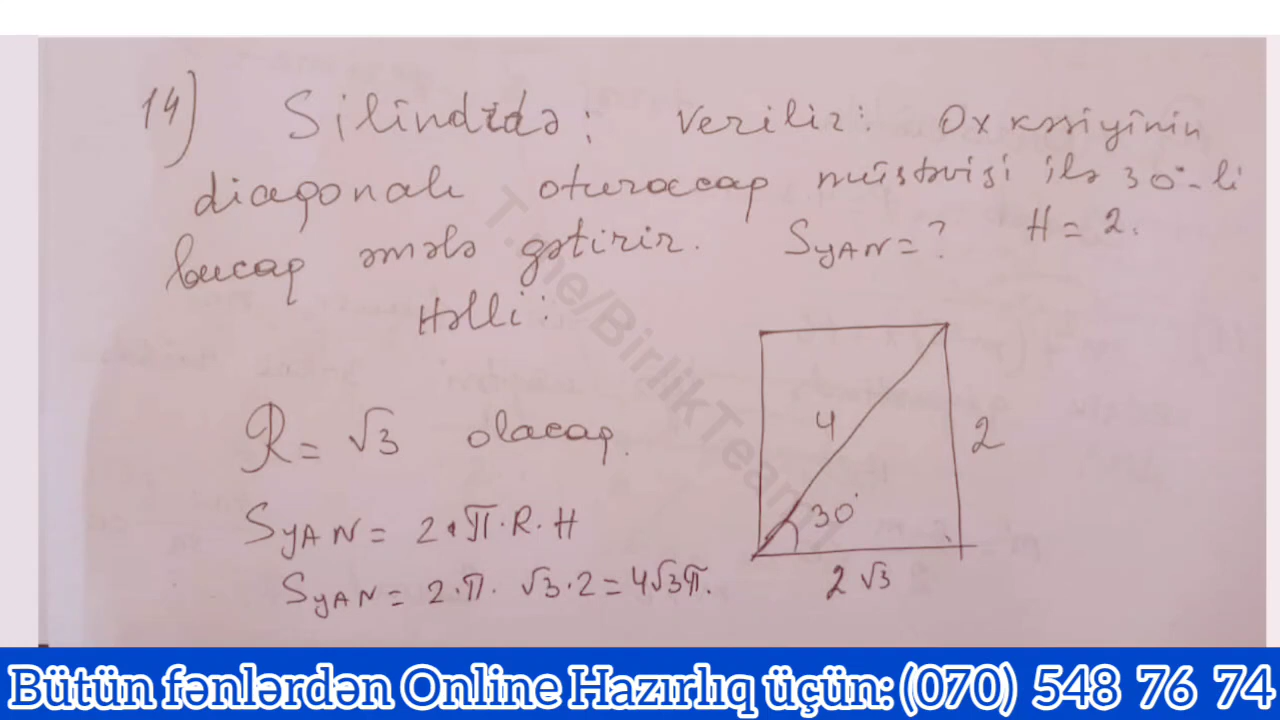 14) Silindrdə: Verilir: Ox kəsiyinin
diaqonalı oturacaq müstəvisi ilə 30°-li
bucaq əmələ gətirir. SYAN = ? H = 2.
Həlli:
R = √3 olacaq.
SYAN = 2·π·R·H
SYAN = 2·π·√3·2 = 4√3π.
4
2
30°
2√3
T.me/BirlikTeam1
Bütün fənlərdən Online Hazırlıq üçün: (070) 548 76 74